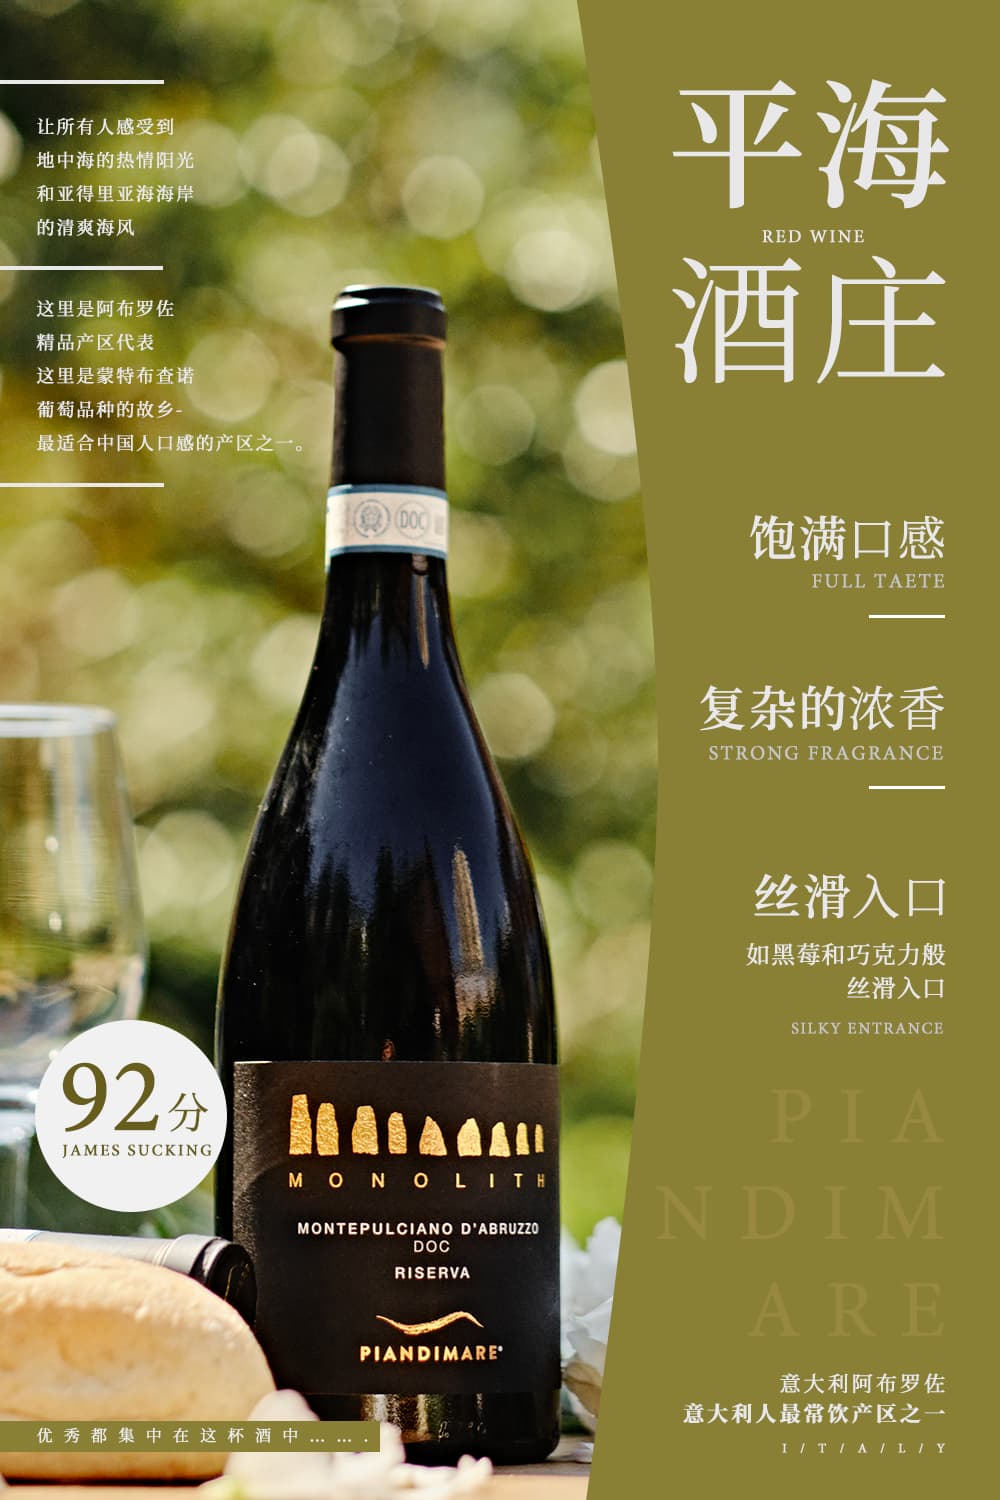 让所有人感受到
地中海的热情阳光
和亚得里亚海海岸
的清爽海风
这里是阿布罗佐
精品产区代表
这里是蒙特布查诺
葡萄品种的故乡-
最适合中国人口感的产区之一。
平海
RED WINE
酒庄
饱满口感
FULL TAETE
复杂的浓香
STRONG FRAGRANCE
丝滑入口
如黑莓和巧克力般
丝滑入口
SILKY ENTRANCE
PIA
NDIM
ARE
意大利阿布罗佐
意大利人最常饮产区之一
I/T/A/L/Y
DOC
92分
JAMES SUCKING
MONOLITH
MONTEPULCIANO D'ABRUZZO
DOC
RISERVA
PIANDIMARE®
优秀都集中在这杯酒中... ... .